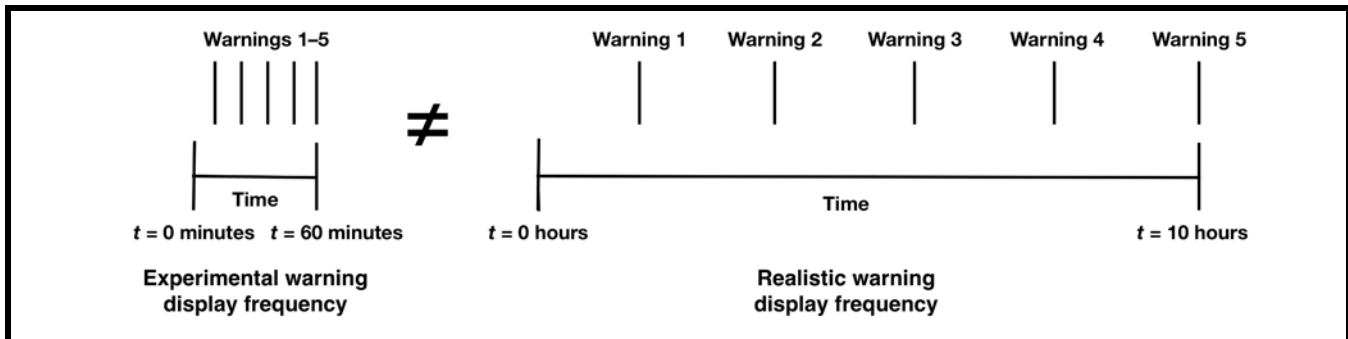 Warnings 1–5
Warning 1 Warning 2 Warning 3 Warning 4 Warning 5
≠
Time
Time
t = 0 minutes t = 60 minutes
t = 0 hours
t = 10 hours
Experimental warning
display frequency
Realistic warning
display frequency